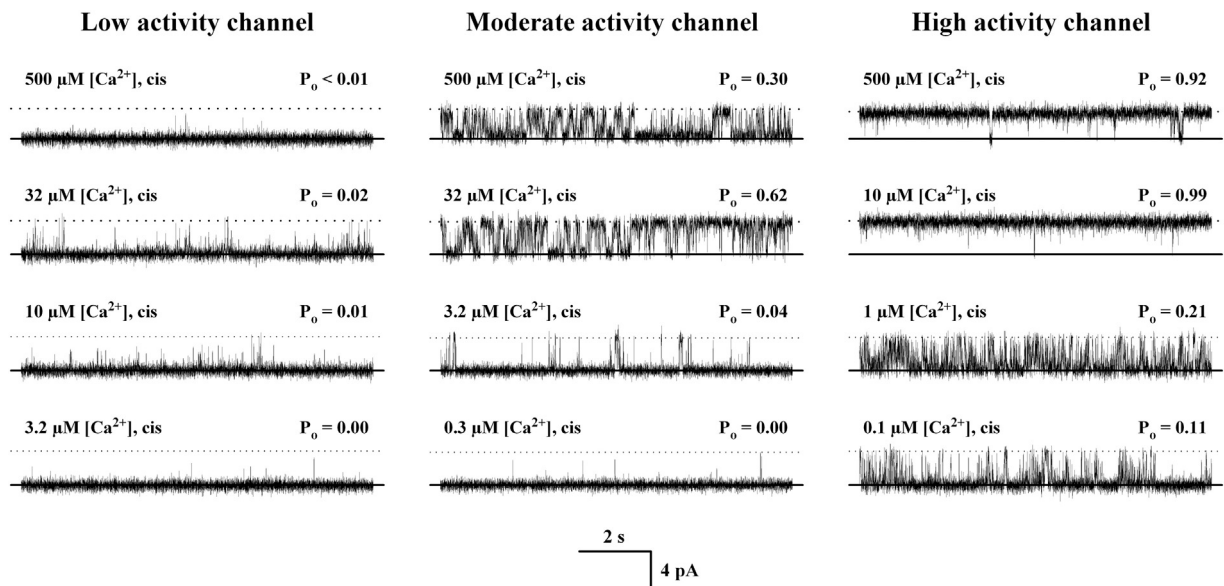 Low activity channel
Moderate activity channel
High activity channel
500 µM [Ca²⁺], cis Pₒ < 0.01
500 µM [Ca²⁺], cis Pₒ = 0.30
500 µM [Ca²⁺], cis Pₒ = 0.92
32 µM [Ca²⁺], cis Pₒ = 0.02
32 µM [Ca²⁺], cis Pₒ = 0.62
10 µM [Ca²⁺], cis Pₒ = 0.99
10 µM [Ca²⁺], cis Pₒ = 0.01
3.2 µM [Ca²⁺], cis Pₒ = 0.04
1 µM [Ca²⁺], cis Pₒ = 0.21
3.2 µM [Ca²⁺], cis Pₒ = 0.00
0.3 µM [Ca²⁺], cis Pₒ = 0.00
0.1 µM [Ca²⁺], cis Pₒ = 0.11
2 s
4 pA